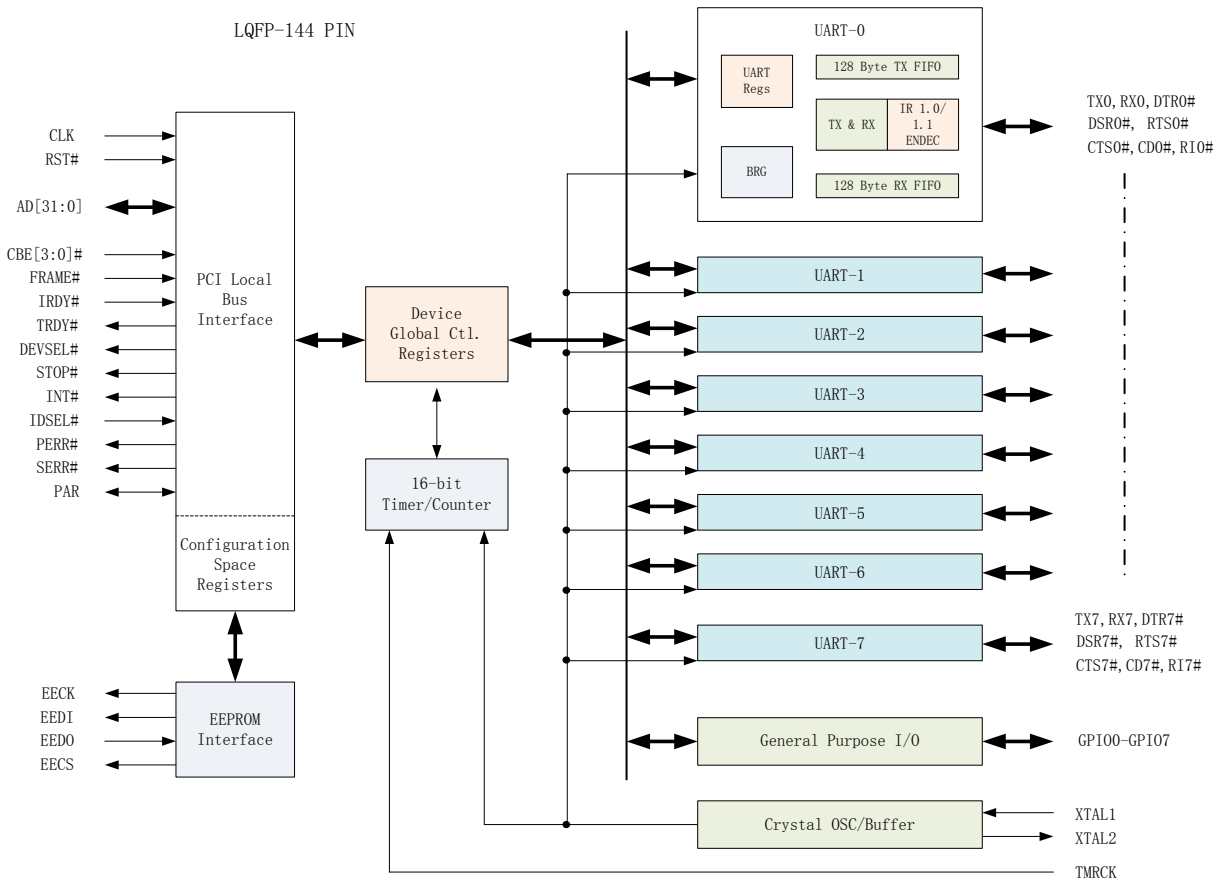 LQFP-144 PIN
CLK
RST#
AD[31:0]
CBE[3:0]#
FRAME#
IRDY#
TRDY#
DEVSEL#
STOP#
INT#
IDSEL#
PERR#
SERR#
PAR
PCI Local
Bus
Interface
Configuration
Space
Registers
EECK
EEDI
EEDO
EECS
EEPROM
Interface
Device
Global Ctl.
Registers
16-bit
Timer/Counter
UART-0
UART
Regs
BRG
128 Byte TX FIFO
TX & RX
IR 1.0/
1.1
ENDEC
128 Byte RX FIFO
TX0,RX0,DTR0#
DSR0#, RTS0#
CTS0#,CD0#,RI0#
UART-1
UART-2
UART-3
UART-4
UART-5
UART-6
UART-7
TX7,RX7,DTR7#
DSR7#, RTS7#
CTS7#,CD7#,RI7#
General Purpose I/O
GPIO0-GPIO7
Crystal OSC/Buffer
XTAL1
XTAL2
TMRCK